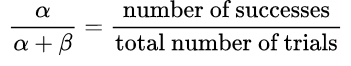 α / (α + β) = number of successes / total number of trials